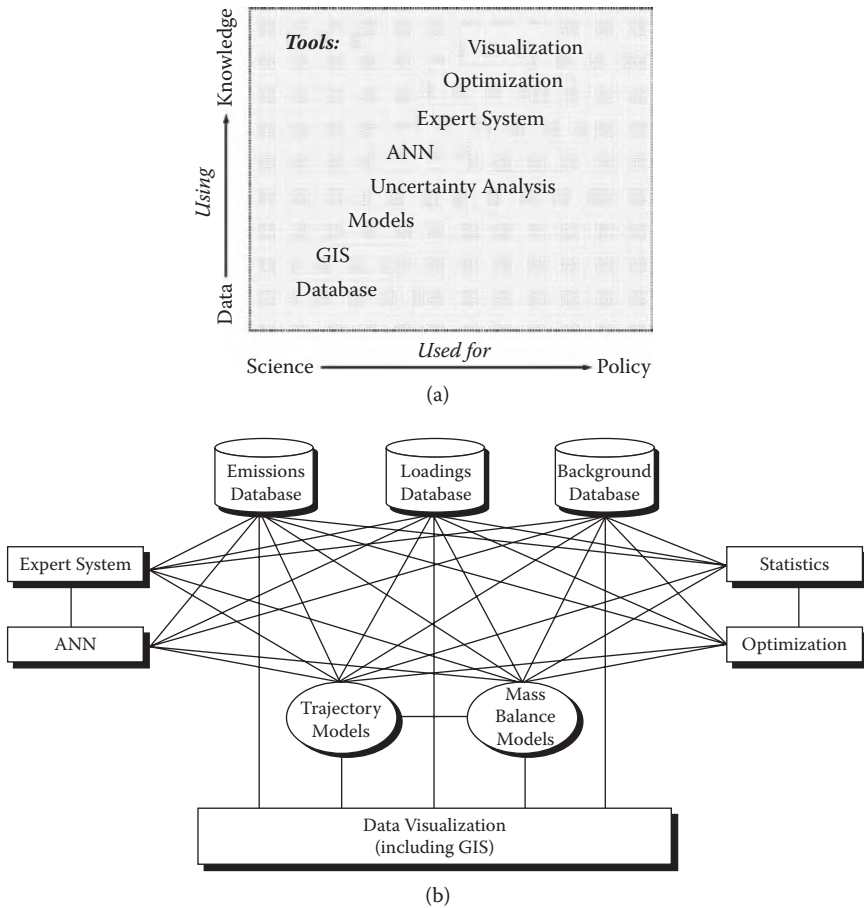 Tools:
Visualization
Optimization
Expert System
ANN
Uncertainty Analysis
Models
GIS
Database
Knowledge
Using
Data
Used for
Science
Policy
(a)
Emissions
Database
Loadings
Database
Background
Database
Expert System
Statistics
ANN
Optimization
Trajectory
Models
Mass
Balance
Models
Data Visualization
(including GIS)
(b)